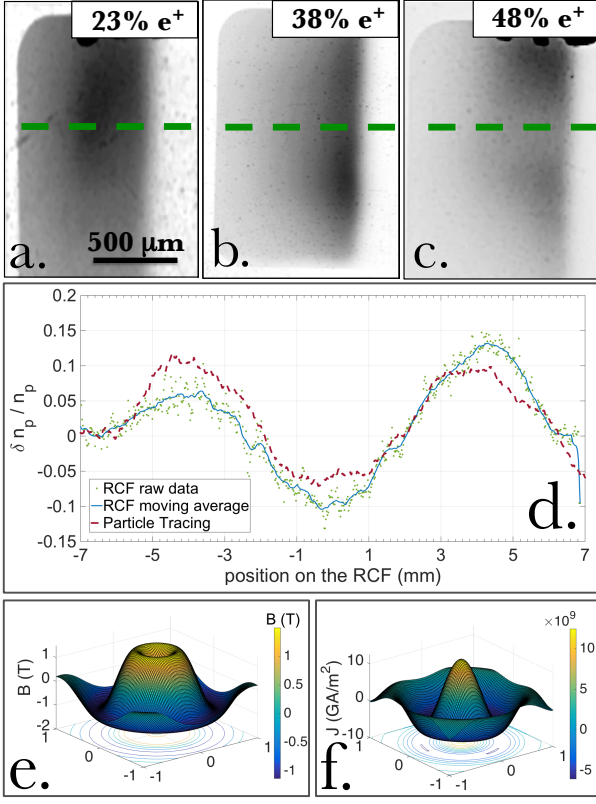 23% e⁺
38% e⁺
48% e⁺
500 μm
a.
b.
c.
0.2
0.15
0.1
0.05
0
-0.05
-0.1
-0.15
δ nₚ / nₚ
RCF raw data
RCF moving average
Particle Tracing
d.
-7 -5 -3 -1 1 3 5 7
position on the RCF (mm)
B (T)
1
0
-1
-2
B (T)
1
0.5
0
-0.5
-1
1
0
-1
-1
0
1
e.
×10⁹
10
5
0
-5
J (GA/m²)
10
0
-10
1
0
-1
-1
0
1
f.